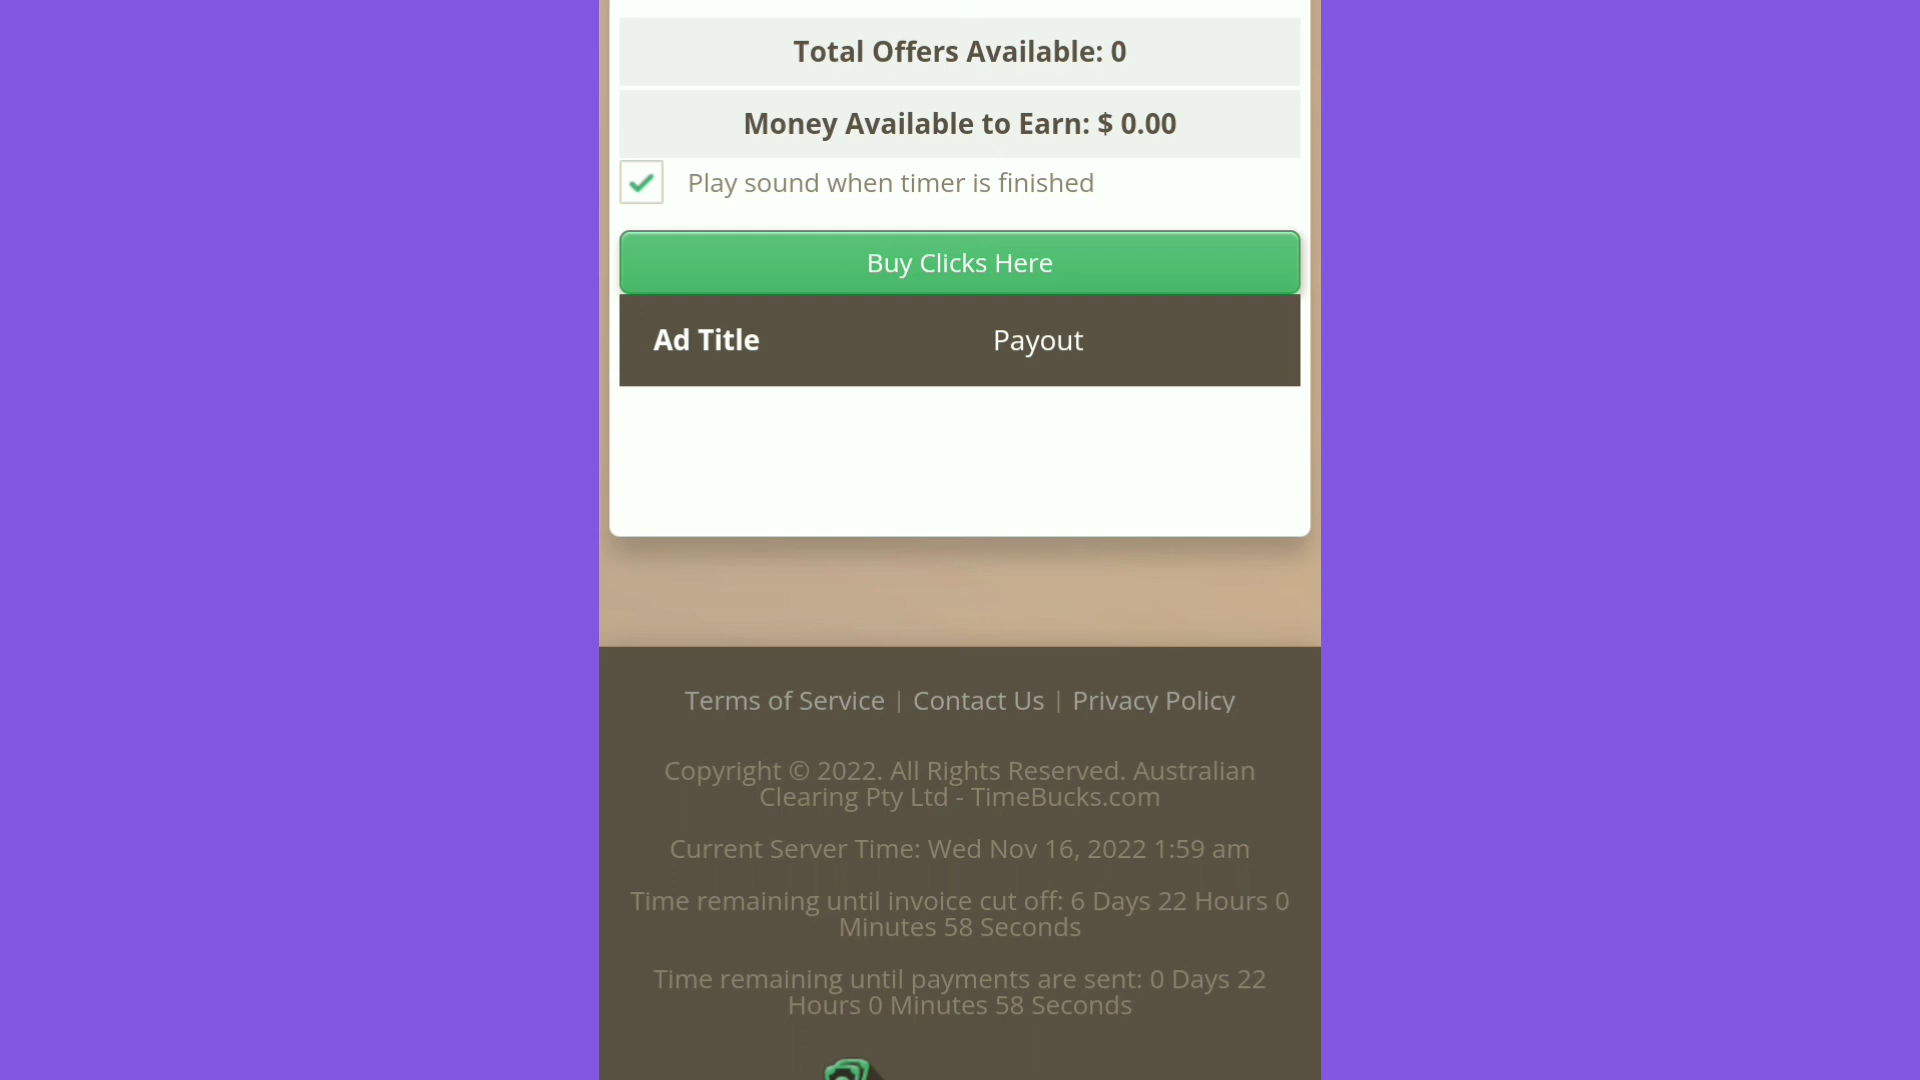 Total Offers Available: 0
Money Available to Earn: $ 0.00
Play sound when timer is finished
Buy Clicks Here
Ad Title Payout
Terms of Service | Contact Us | Privacy Policy
Copyright © 2022. All Rights Reserved. Australian
Clearing Pty Ltd - TimeBucks.com
Current Server Time: Wed Nov 16, 2022 1:59 am
Time remaining until invoice cut off: 6 Days 22 Hours 0
Minutes 58 Seconds
Time remaining until payments are sent: 0 Days 22
Hours 0 Minutes 58 Seconds